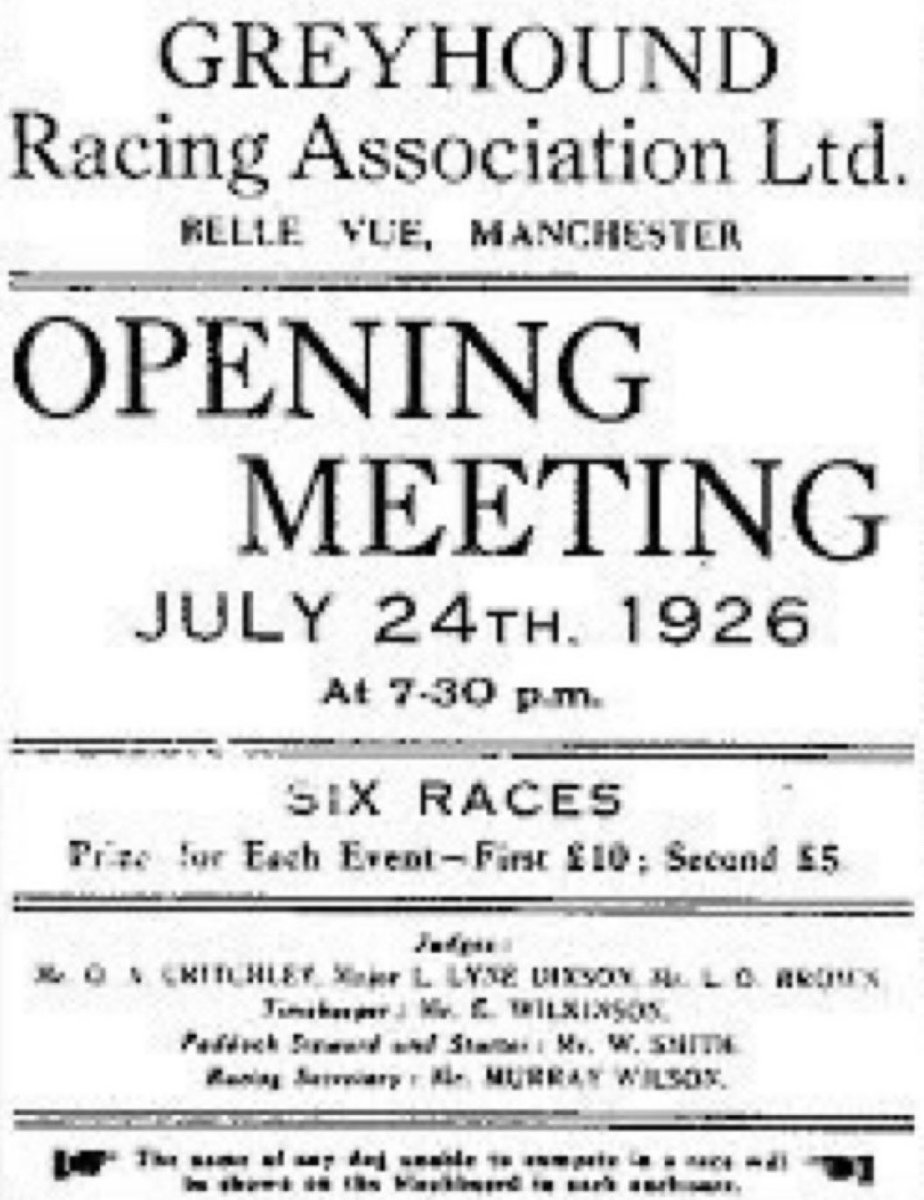 GREYHOUND
Racing Association Ltd.
BELLE VUE, MANCHESTER
OPENING
MEETING
JULY 24TH, 1926
At 7-30 p.m.
SIX RACES
Prize for Each Event—First £10; Second £5
Judges:
Mr. O. A. CRITCHLEY, Major L. LYNE DIXSON, Mr. L. O. BROWN
Timekeeper: Mr. E. WILKINSON.
Paddock Steward and Starter: Mr. W. SMITH
Racing Secretary: Mr. MURRAY WILSON.
The name of any dog unable to compete in a race will
be shown on the blackboard in each enclosure.